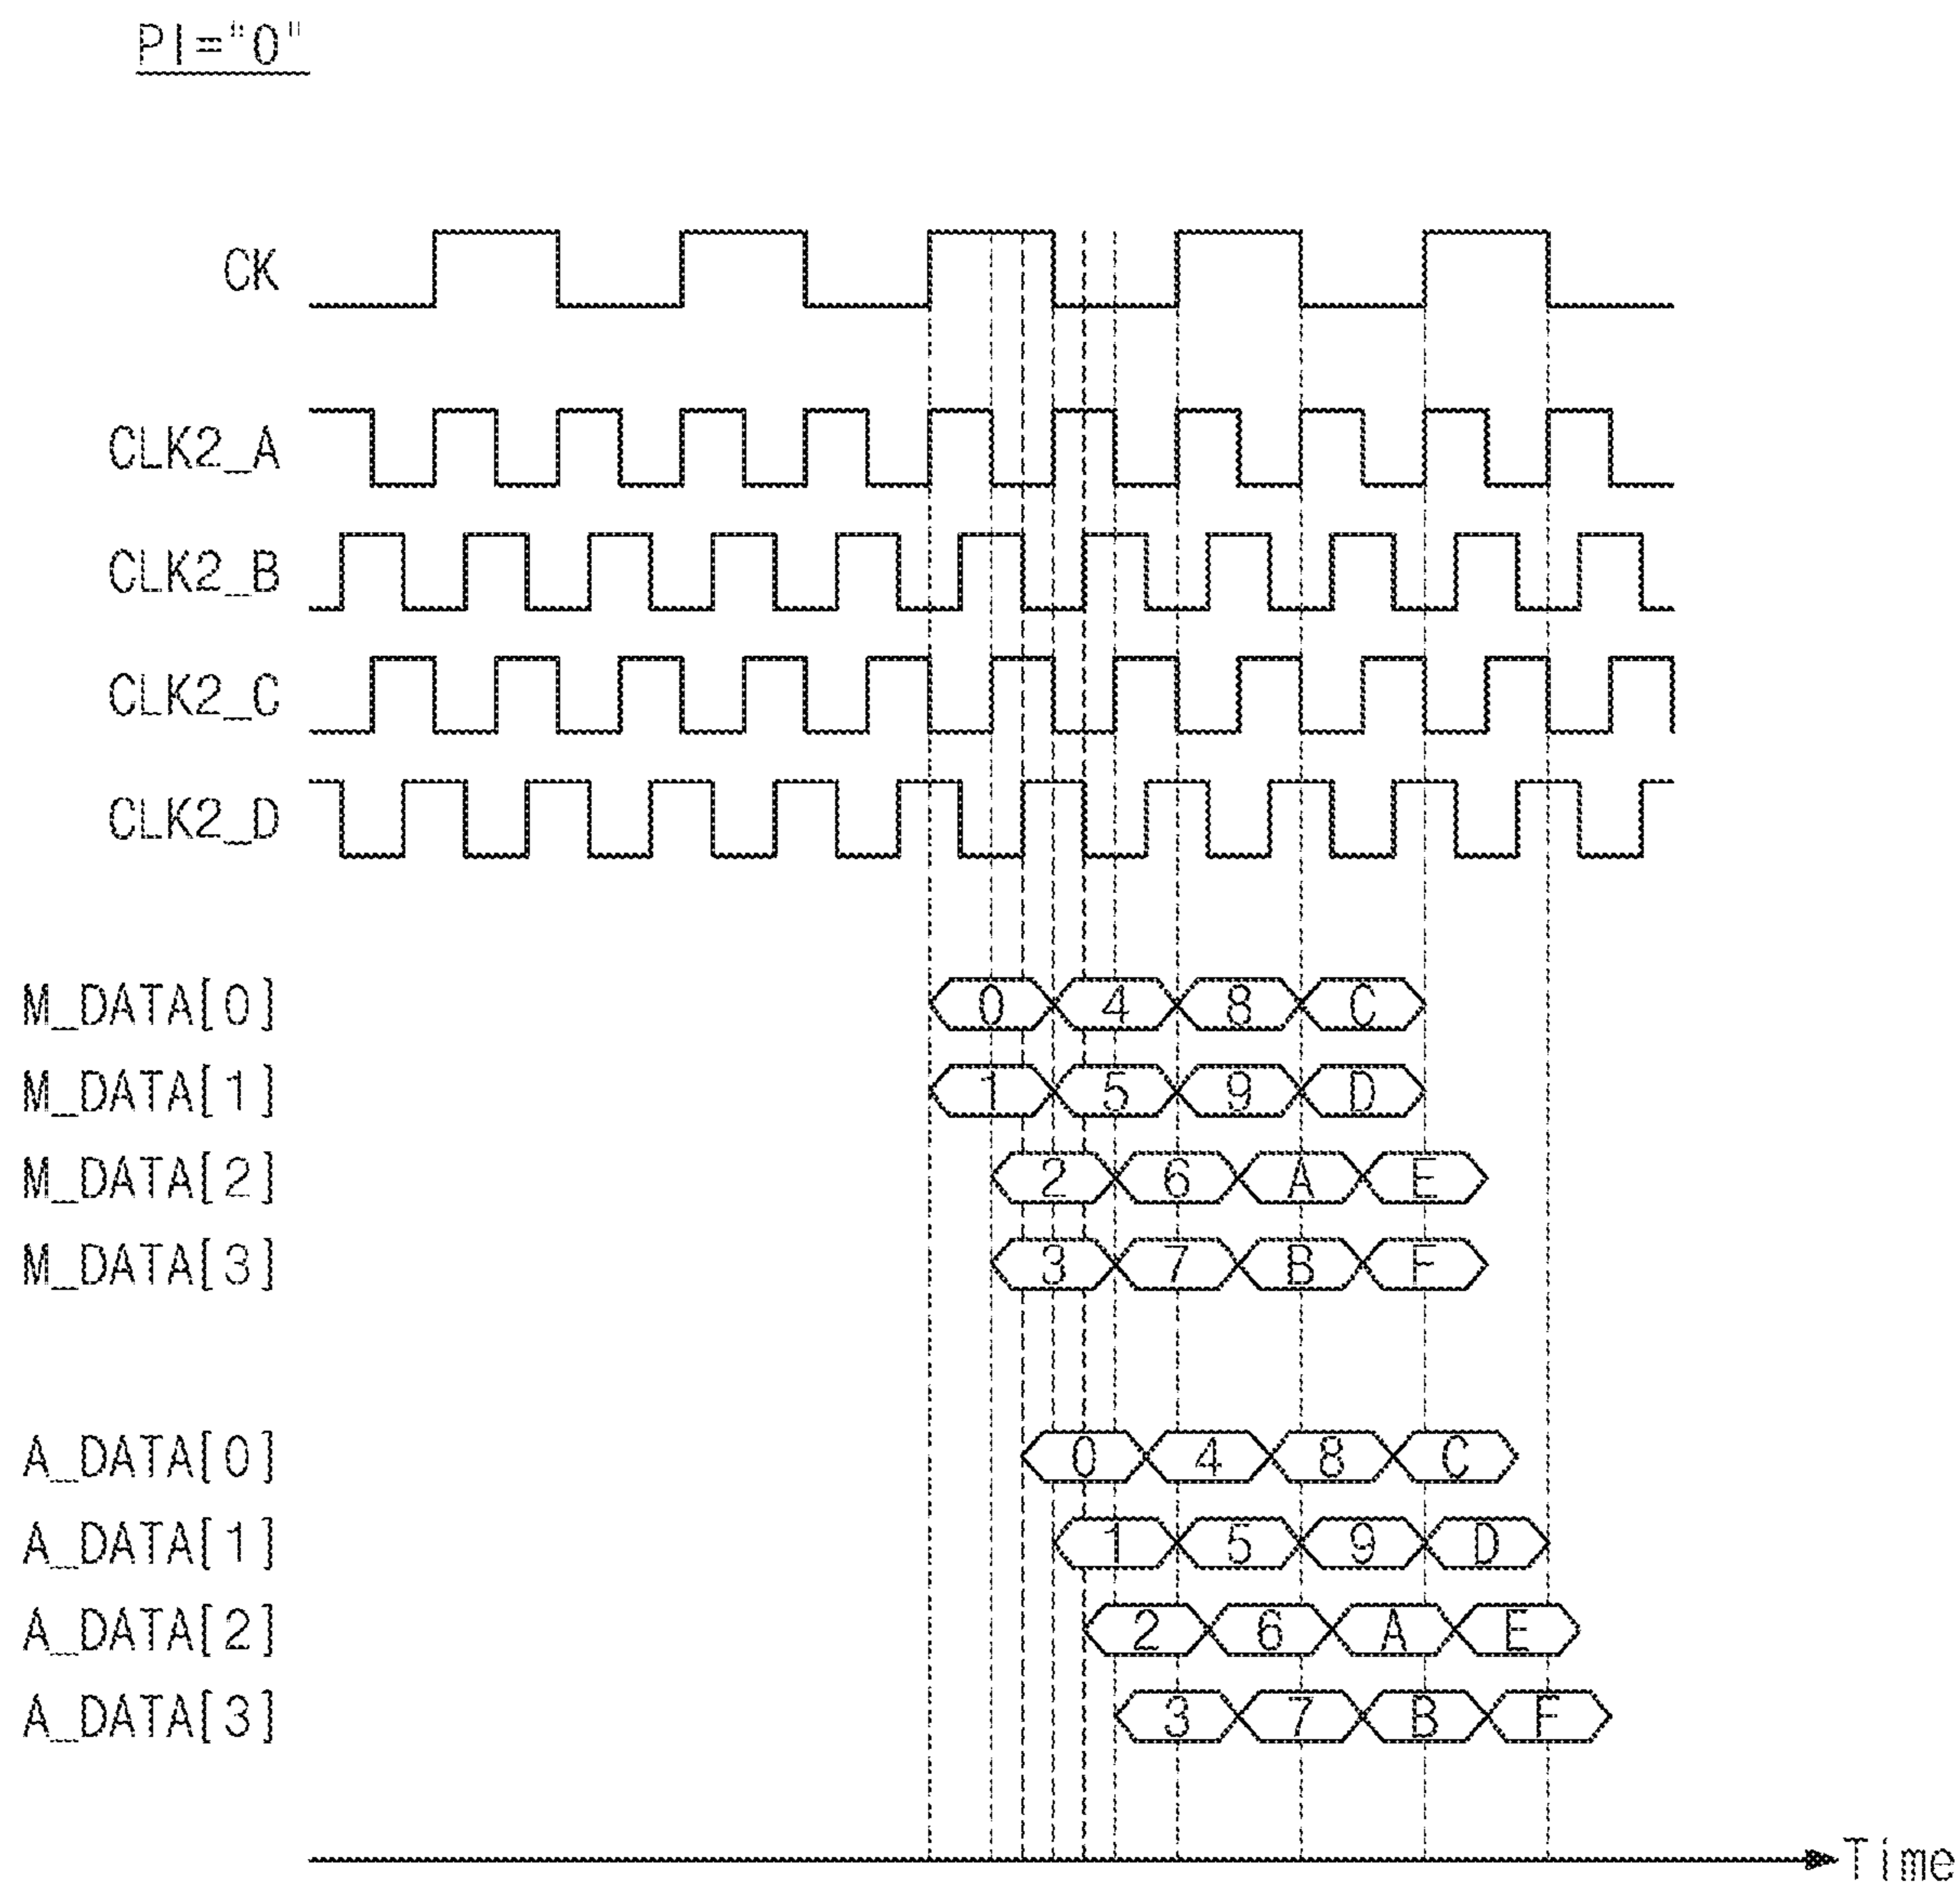 PI="0"
CK
CLK2_A
CLK2_B
CLK2_C
CLK2_D
M_DATA[0] 0 4 8 C
M_DATA[1] 1 5 9 D
M_DATA[2] 2 6 A E
M_DATA[3] 3 7 B F
A_DATA[0] 0 4 8 C
A_DATA[1] 1 5 9 D
A_DATA[2] 2 6 A E
A_DATA[3] 3 7 B F
Time